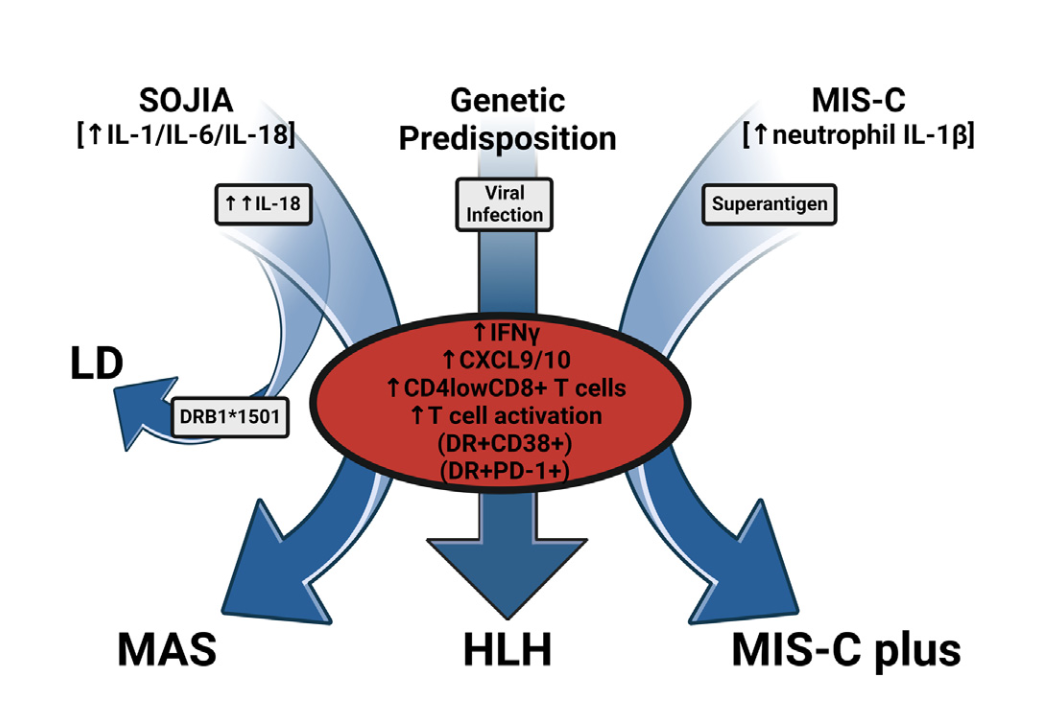 SOJIA
[↑IL-1/IL-6/IL-18]
Genetic
Predisposition
MIS-C
[↑neutrophil IL-1β]
↑↑IL-18
Viral
Infection
Superantigen
↑IFNγ
↑CXCL9/10
↑CD4lowCD8+ T cells
↑T cell activation
(DR+CD38+)
(DR+PD-1+)
LD
DRB1*1501
MAS
HLH
MIS-C plus